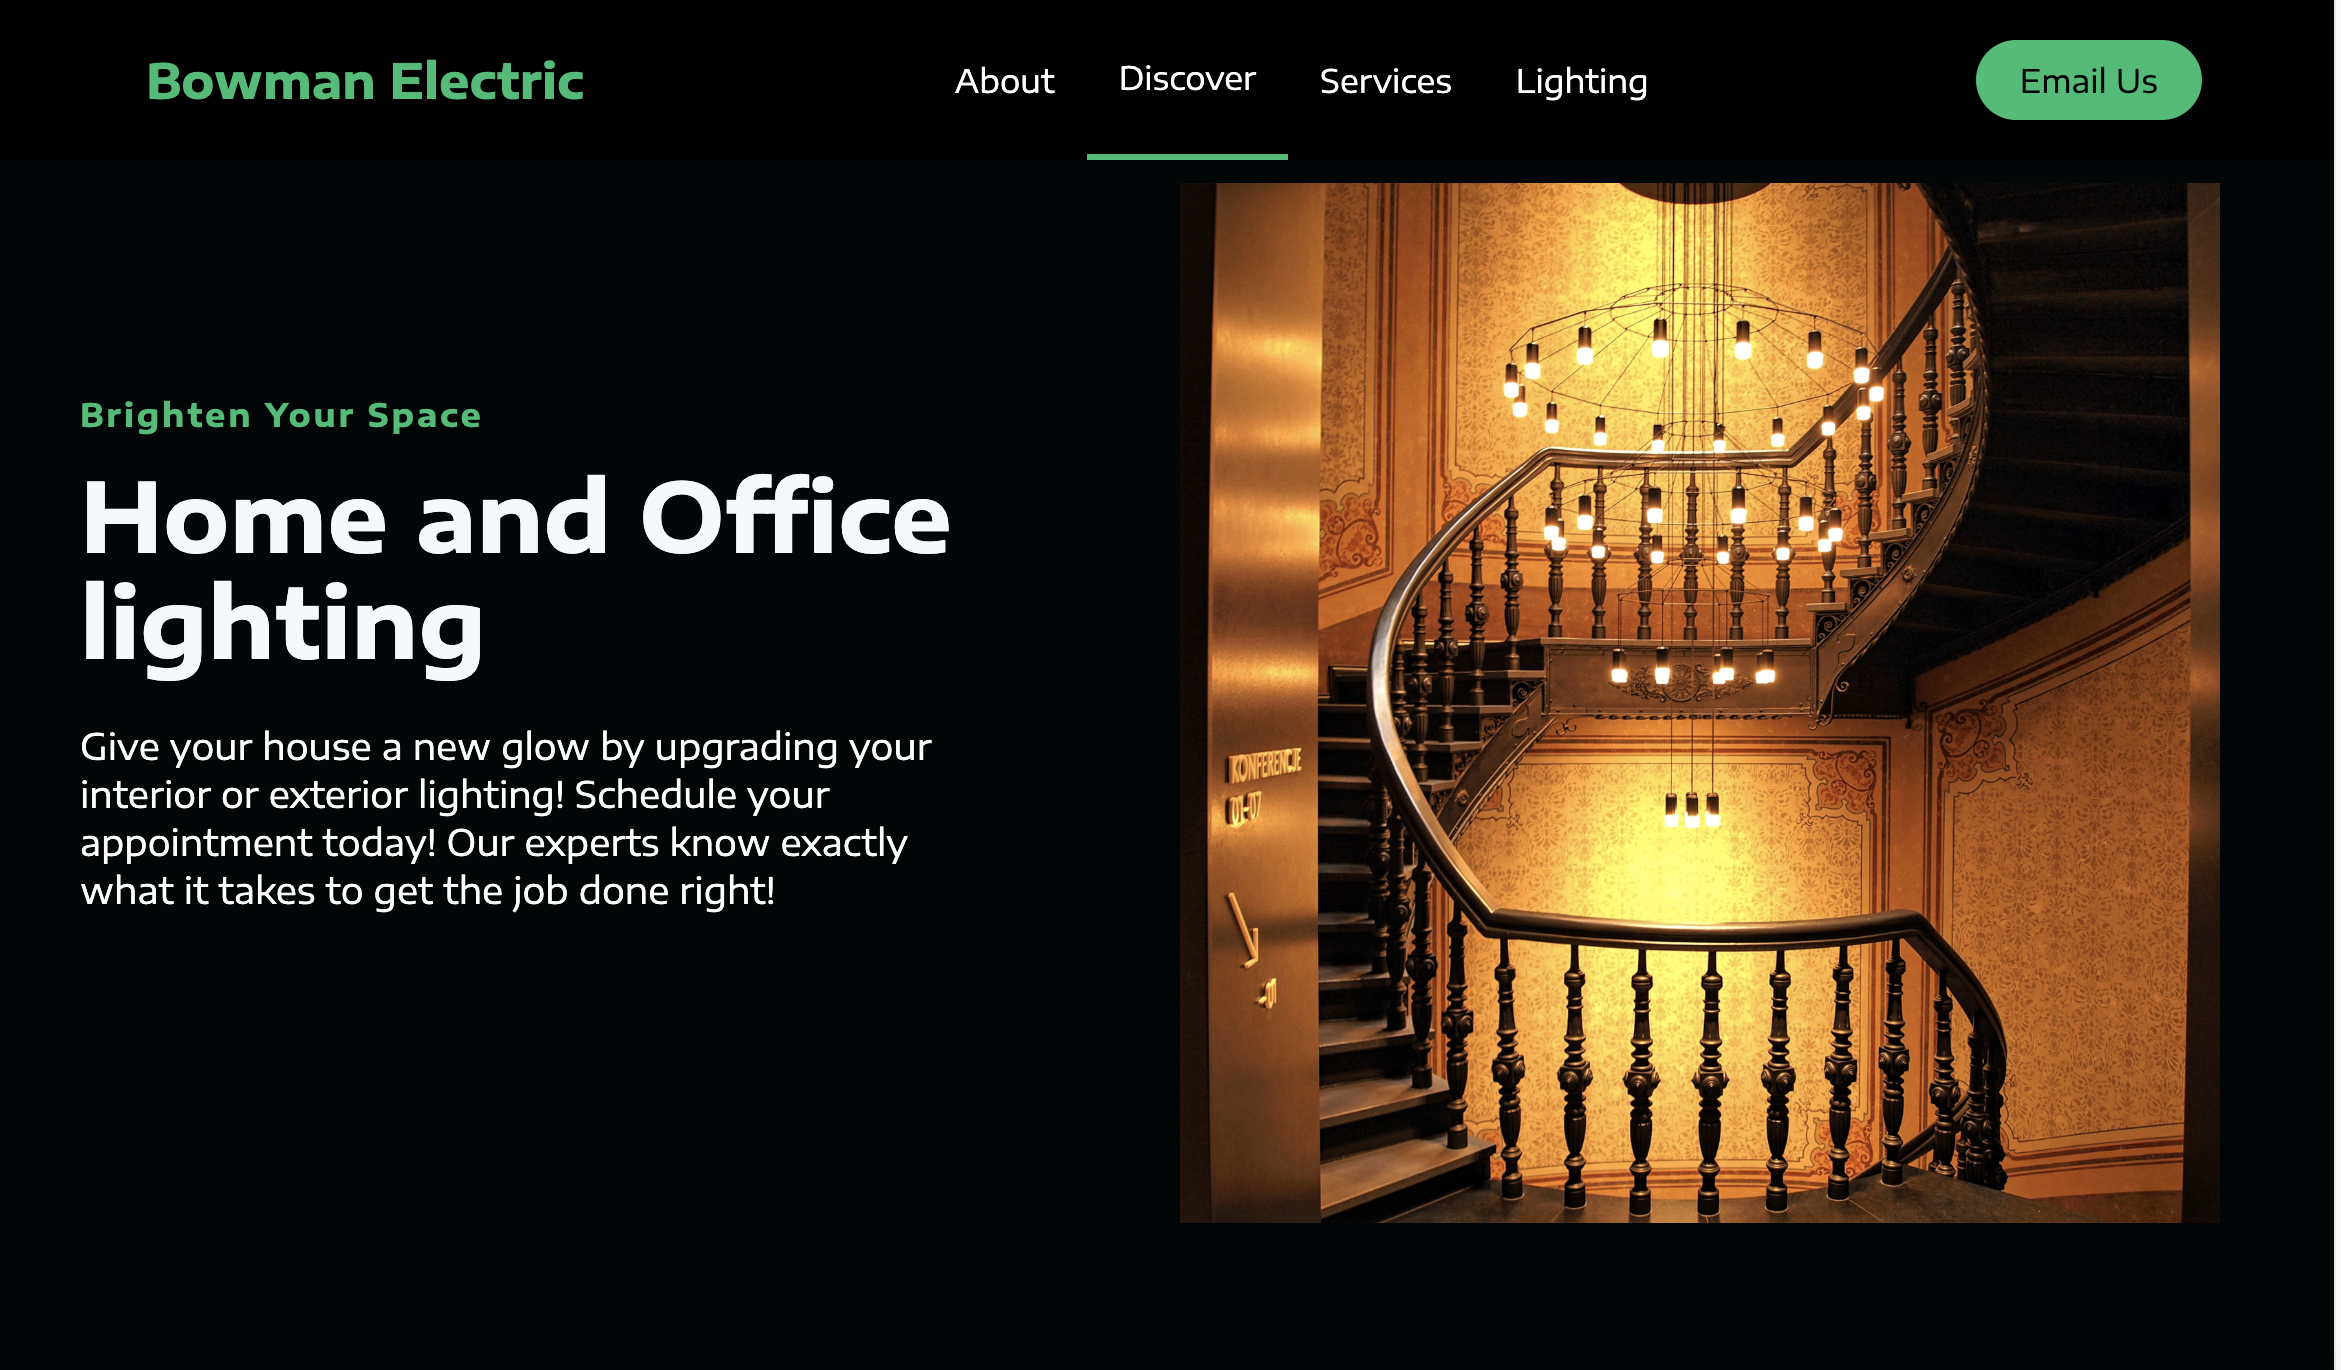 Bowman Electric
About Discover Services Lighting
Email Us
Brighten Your Space
Home and Office
lighting
Give your house a new glow by upgrading your
interior or exterior lighting! Schedule your
appointment today! Our experts know exactly
what it takes to get the job done right!
KONFERENCJE
01-07
-01